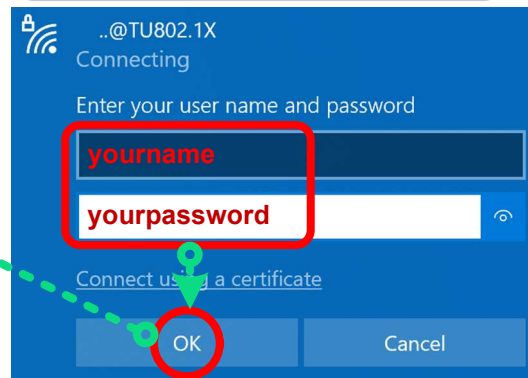 ..@TU802.1X
Connecting
Enter your user name and password
yourname
yourpassword
Connect using a certificate
OK
Cancel